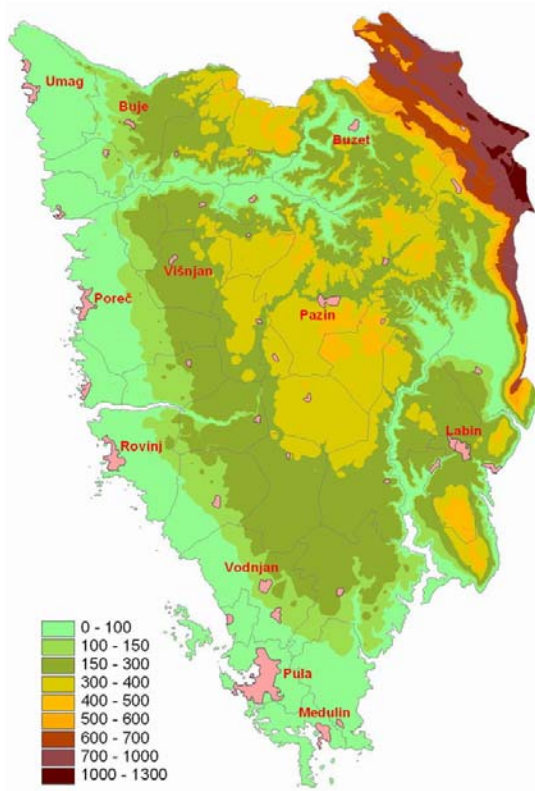 Umag
Buje
Buzet
Višnjan
Poreč
Pazin
Labin
Rovinj
Vodnjan
Pula
Medulin
0 - 100
100 - 150
150 - 300
300 - 400
400 - 500
500 - 600
600 - 700
700 - 1000
1000 - 1300